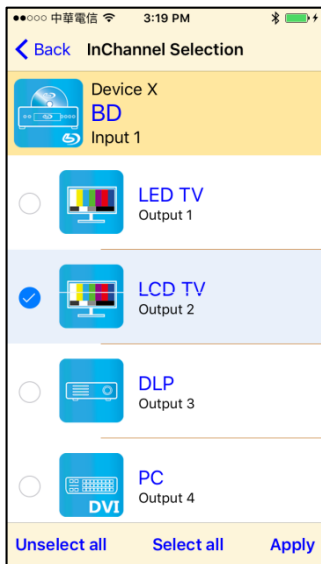 中華電信 3:19 PM
Back InChannel Selection
Device X
BD
Input 1
LED TV
Output 1
LCD TV
Output 2
DLP
Output 3
PC
Output 4
DVI
Unselect all Select all Apply